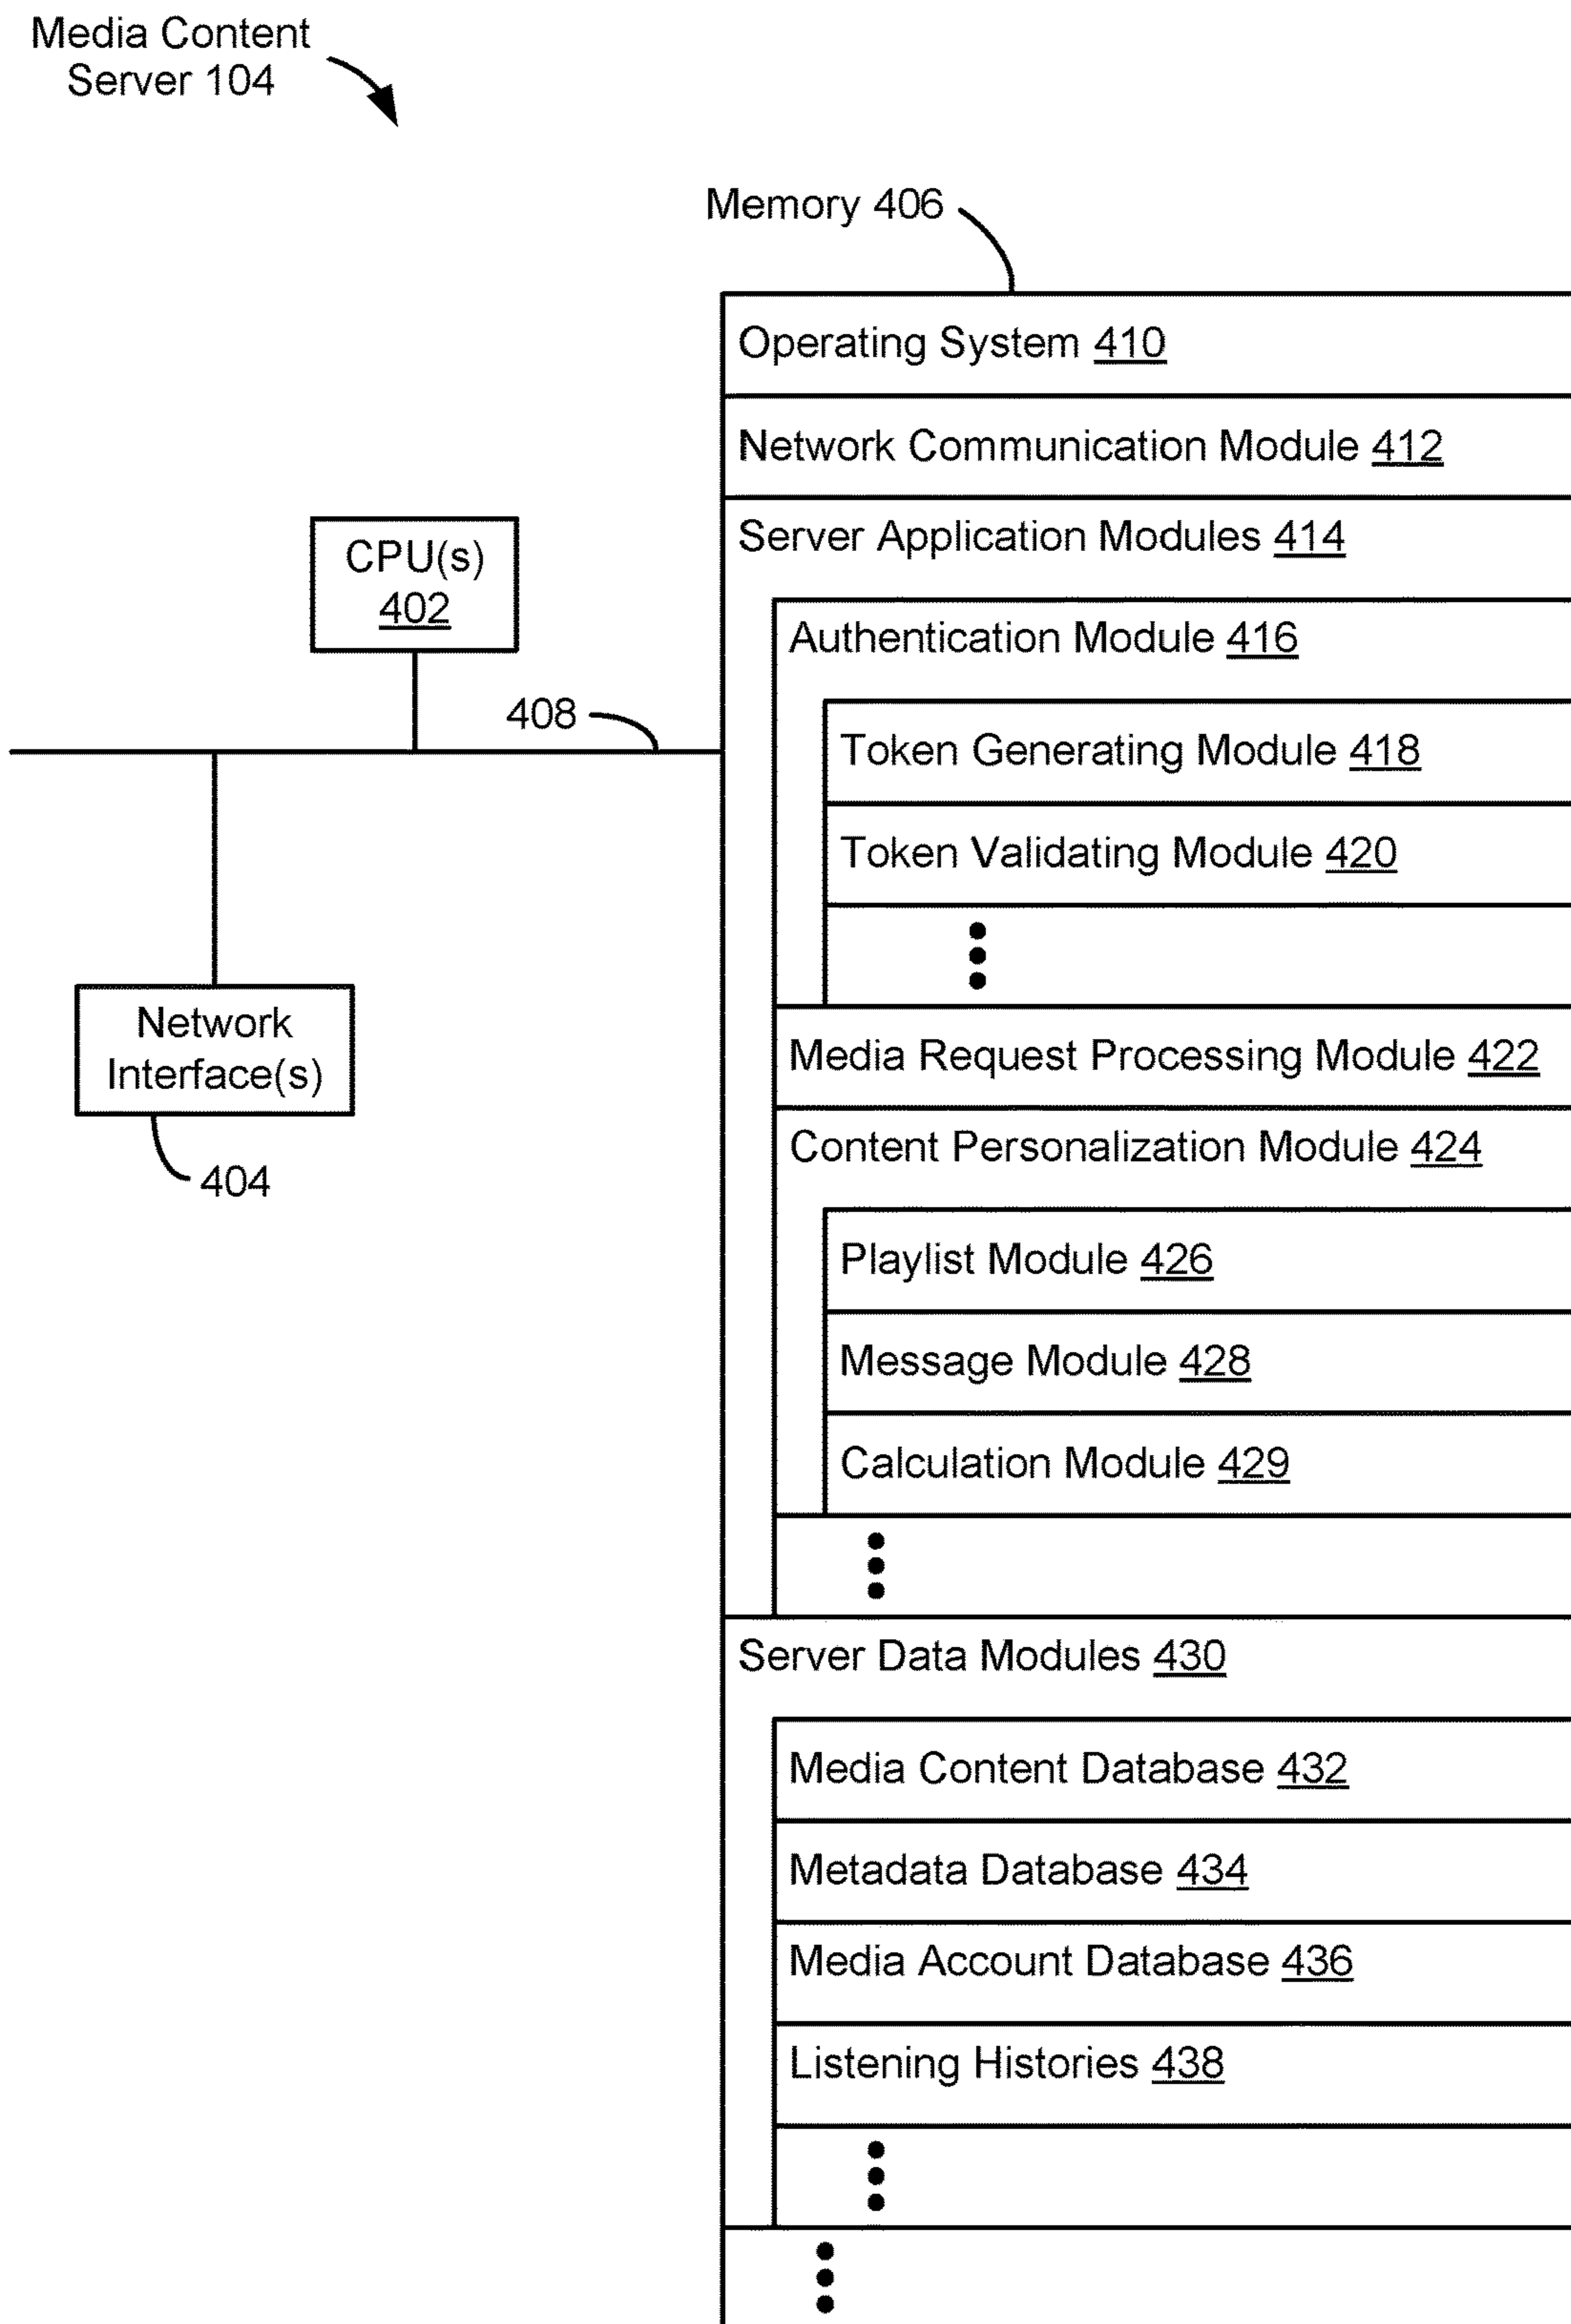 Media Content
Server 104
Memory 406
Operating System 410
Network Communication Module 412
CPU(s)
402
Server Application Modules 414
Authentication Module 416
408
Token Generating Module 418
Token Validating Module 420
Network
Interface(s)
404
Media Request Processing Module 422
Content Personalization Module 424
Playlist Module 426
Message Module 428
Calculation Module 429
Server Data Modules 430
Media Content Database 432
Metadata Database 434
Media Account Database 436
Listening Histories 438